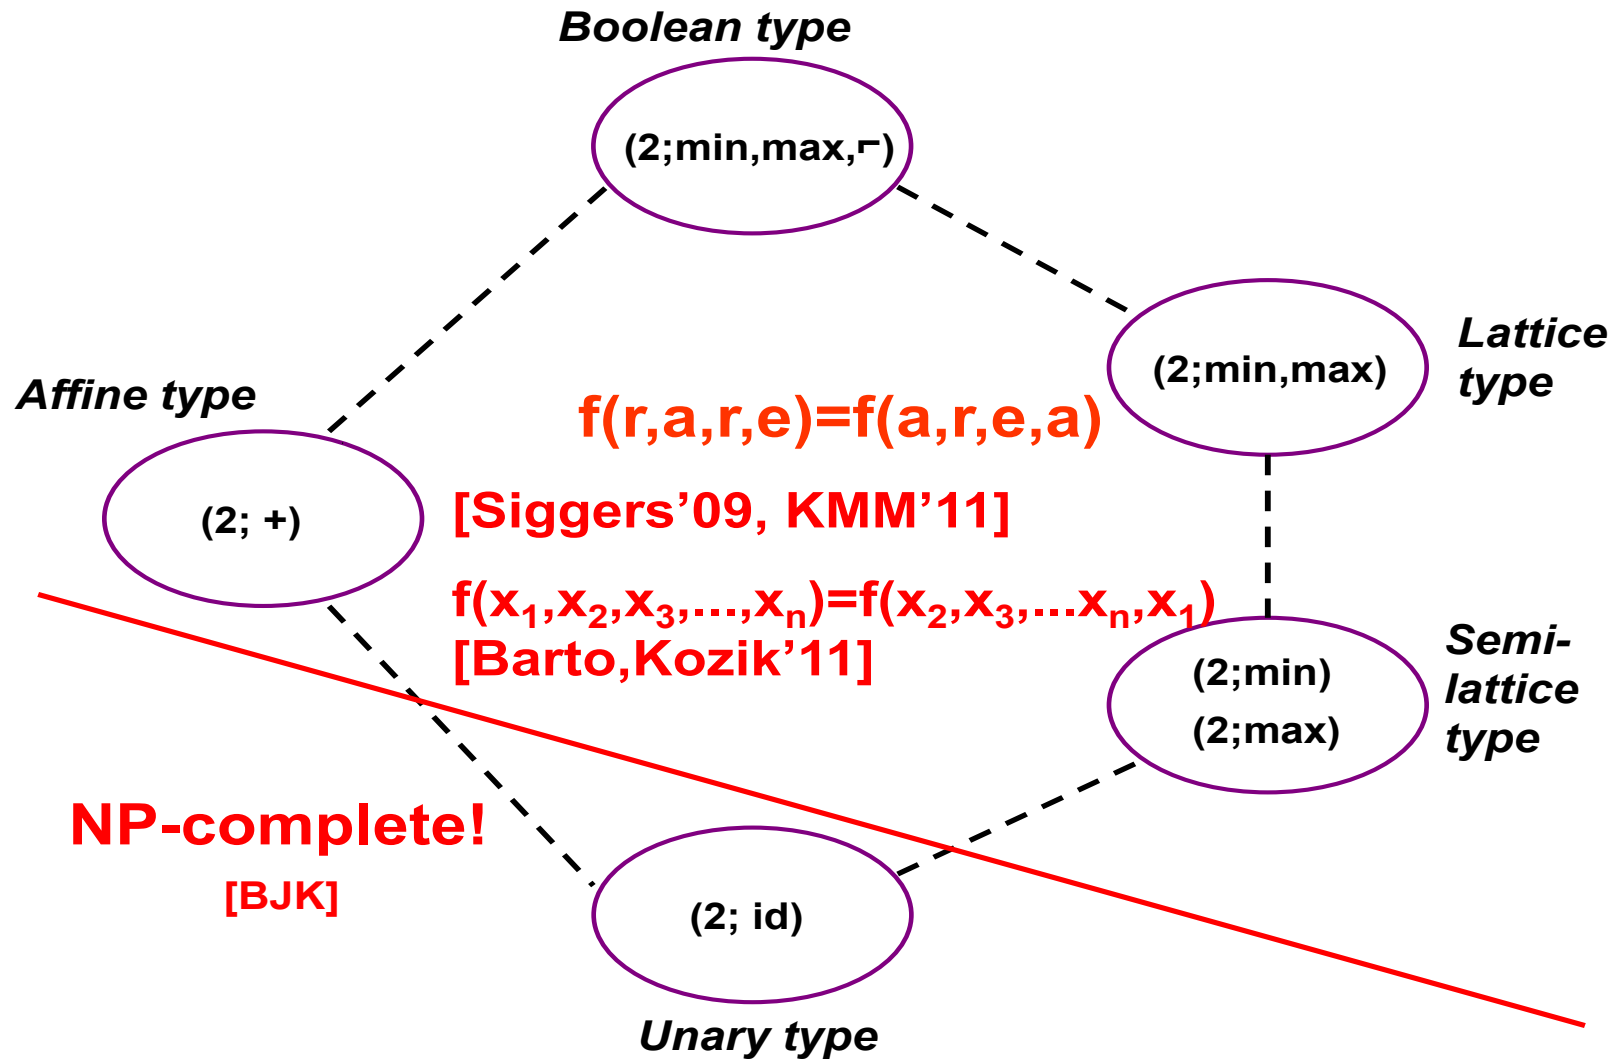 Boolean type
(2;min,max,⌐)
Lattice
type
(2;min,max)
Affine type
f(r,a,r,e)=f(a,r,e,a)
(2; +)
[Siggers’09, KMM’11]
f(x₁,x₂,x₃,...,xₙ)=f(x₂,x₃,...xₙ,x₁)
[Barto,Kozik’11]
Semi-
lattice
type
(2;min)
(2;max)
NP-complete!
[BJK]
(2; id)
Unary type